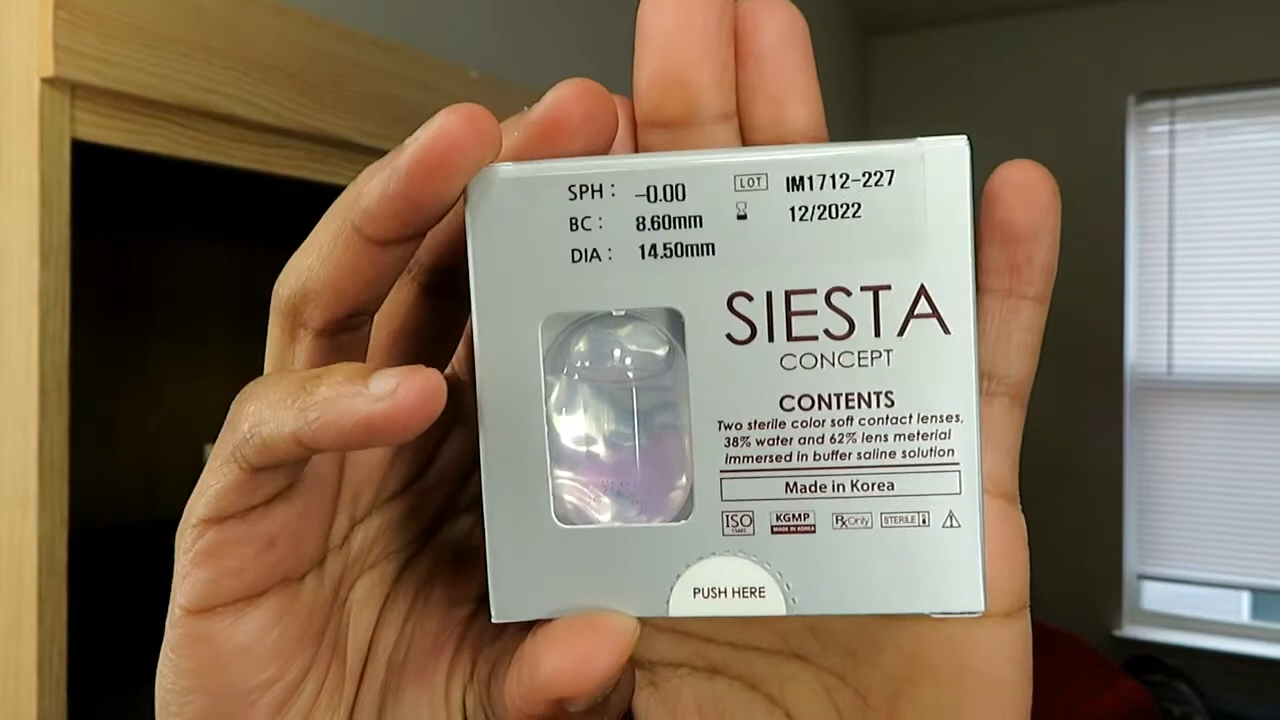 SPH : -0.00
BC : 8.60mm
DIA : 14.50mm
LOT IM1712-227
12/2022
SIESTA
CONCEPT
CONTENTS
Two sterile color soft contact lenses,
38% water and 62% lens meterial
immersed in buffer saline solution
Made in Korea
ISO
KGMP
MADE IN KOREA
Rx Only
STERILE
PUSH HERE